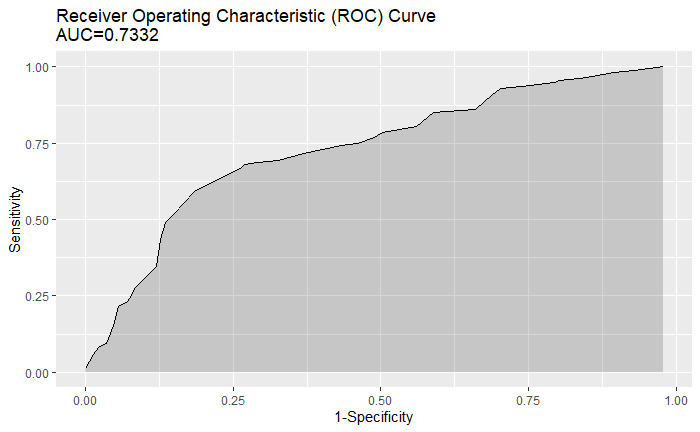 Receiver Operating Characteristic (ROC) Curve
AUC=0.7332
1.00
0.75
0.50
0.25
0.00
Sensitivity
0.00 0.25 0.50 0.75 1.00
1-Specificity